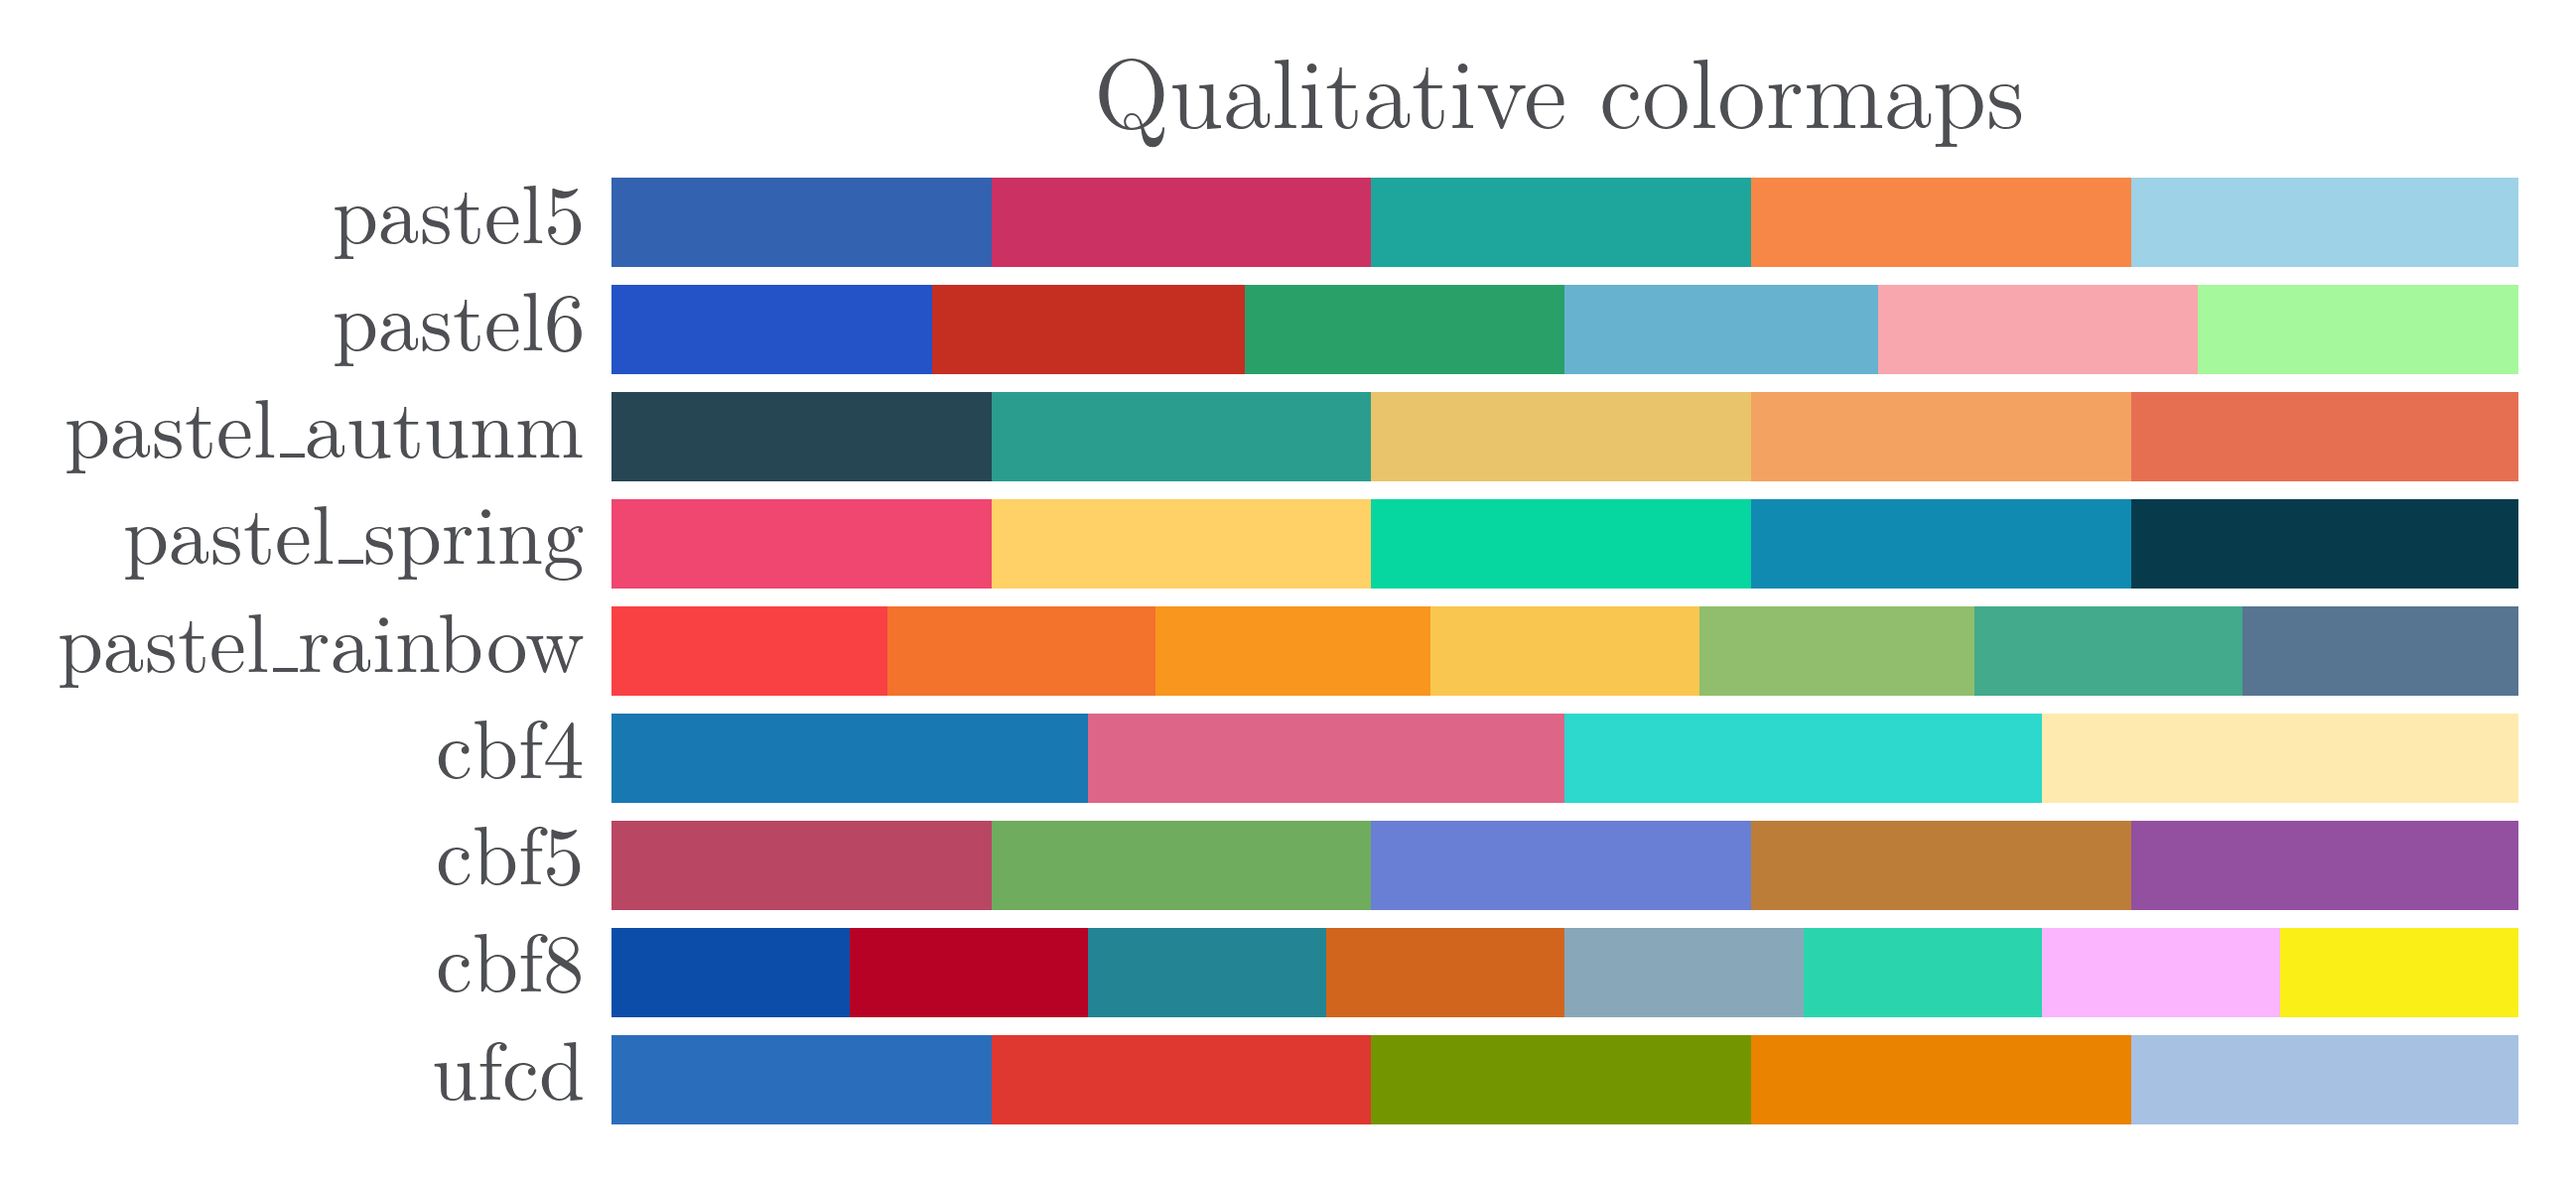 Qualitative colormaps
pastel5
pastel6
pastel_autunm
pastel_spring
pastel_rainbow
cbf4
cbf5
cbf8
ufcd